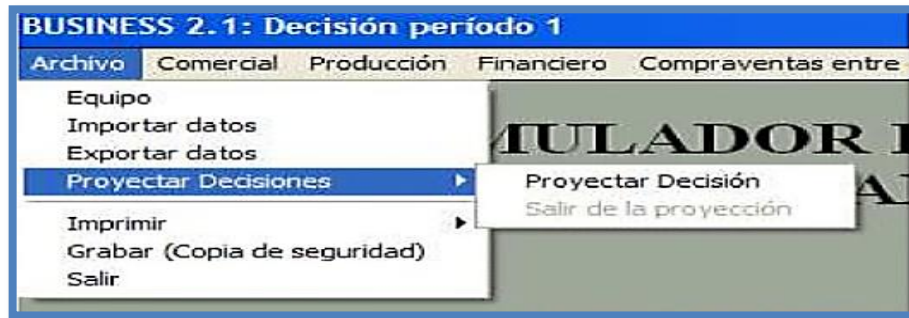 BUSINESS 2.1: Decisión período 1
Archivo Comercial Producción Financiero Compraventas entre
Equipo
Importar datos
Exportar datos
Proyectar Decisiones
Proyectar Decisión
Salir de la proyección
Imprimir
Grabar (Copia de seguridad)
Salir
MULADOR